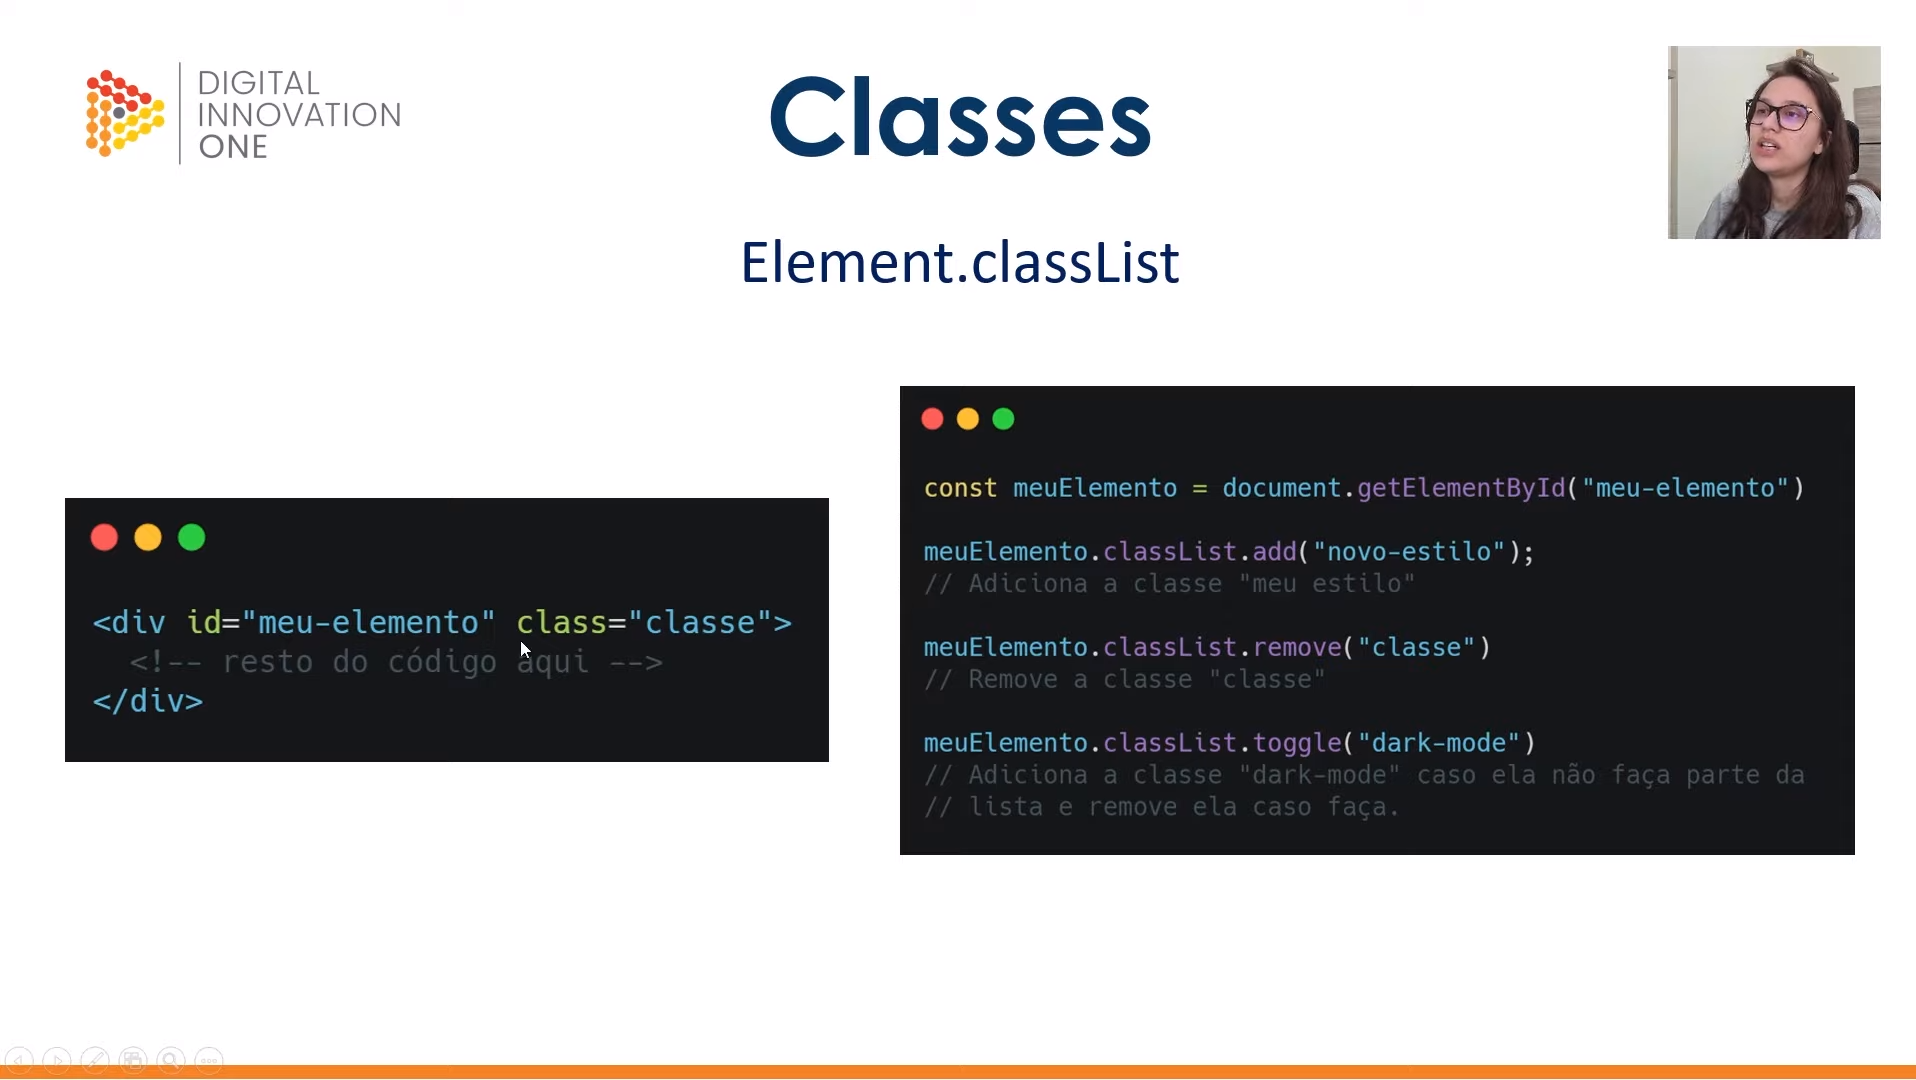 DIGITAL
INNOVATION
ONE
Classes
Element.classList
<div id="meu-elemento" class="classe">
<!-- resto do código aqui -->
</div>
const meuElemento = document.getElementById("meu-elemento")
meuElemento.classList.add("novo-estilo");
// Adiciona a classe "meu estilo"
meuElemento.classList.remove("classe")
// Remove a classe "classe"
meuElemento.classList.toggle("dark-mode")
// Adiciona a classe "dark-mode" caso ela não faça parte da
// lista e remove ela caso faça.